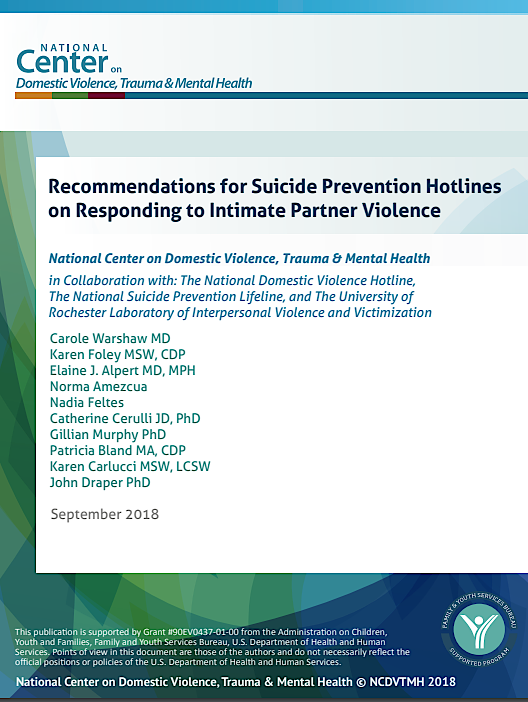 NATIONAL
Center on
Domestic Violence, Trauma & Mental Health
Recommendations for Suicide Prevention Hotlines
on Responding to Intimate Partner Violence
National Center on Domestic Violence, Trauma & Mental Health
in Collaboration with: The National Domestic Violence Hotline,
The National Suicide Prevention Lifeline, and The University of
Rochester Laboratory of Interpersonal Violence and Victimization
Carole Warshaw MD
Karen Foley MSW, CDP
Elaine J. Alpert MD, MPH
Norma Amezcua
Nadia Feltes
Catherine Cerulli JD, PhD
Gillian Murphy PhD
Patricia Bland MA, CDP
Karen Carlucci MSW, LCSW
John Draper PhD
September 2018
This publication is supported by Grant #90EV0437-01-00 from the Administration on Children,
Youth and Families, Family and Youth Services Bureau, U.S. Department of Health and Human
Services. Points of view in this document are those of the authors and do not necessarily reflect the
official positions or policies of the U.S. Department of Health and Human Services.
FAMILY & YOUTH SERVICES BUREAU
SUPPORTED PROGRAM
National Center on Domestic Violence, Trauma & Mental Health © NCDVTMH 2018